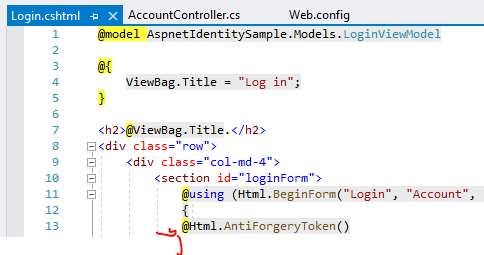 Login.cshtml AccountController.cs Web.config
1 @model AspnetIdentitySample.Models.LoginViewModel
2
3 @{
4 ViewBag.Title = "Log in";
5 }
6
7 <h2>@ViewBag.Title.</h2>
8 <div class="row">
9 <div class="col-md-4">
10 <section id="loginForm">
11 @using (Html.BeginForm("Login", "Account",
12 {
13 @Html.AntiForgeryToken()